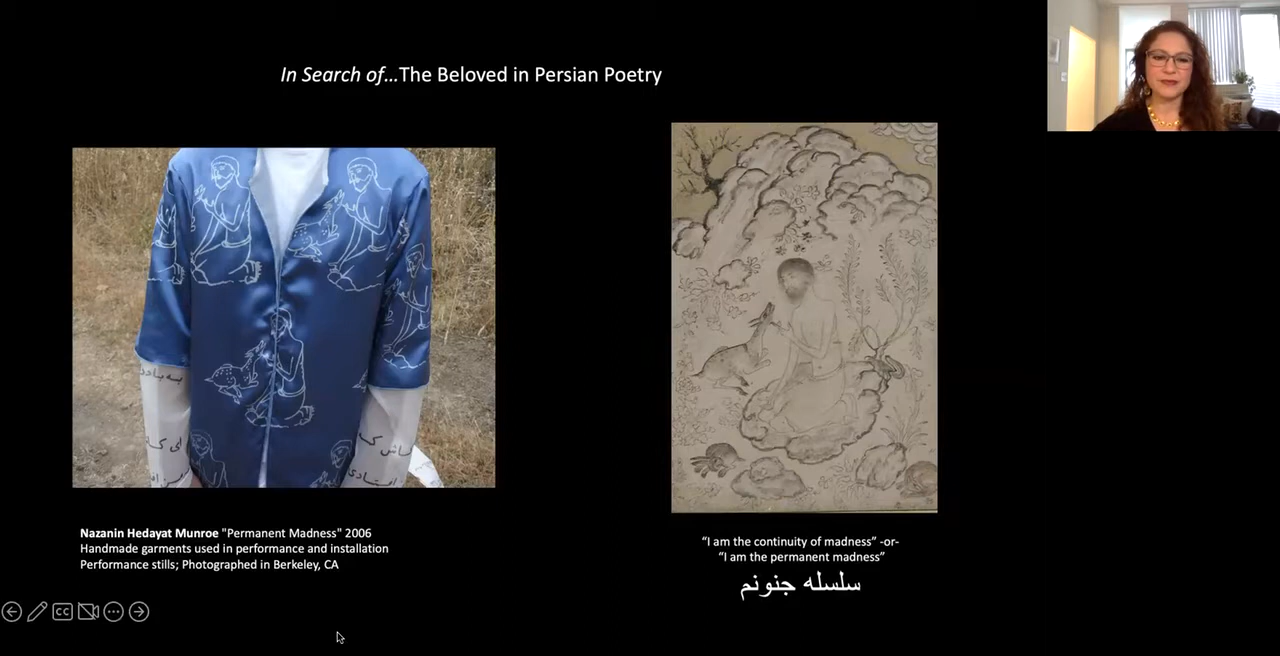 In Search of...The Beloved in Persian Poetry
Nazanin Hedayat Munroe "Permanent Madness" 2006
Handmade garments used in performance and installation
Performance stills; Photographed in Berkeley, CA
“I am the continuity of madness” -or-
“I am the permanent madness”
سلسله جنونم
CC